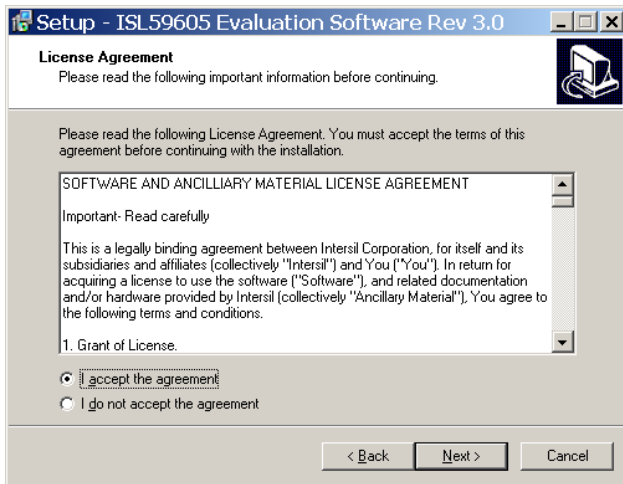 Setup - ISL59605 Evaluation Software Rev 3.0
License Agreement
Please read the following important information before continuing.
Please read the following License Agreement. You must accept the terms of this
agreement before continuing with the installation.
SOFTWARE AND ANCILLIARY MATERIAL LICENSE AGREEMENT
Important- Read carefully
This is a legally binding agreement between Intersil Corporation, for itself and its
subsidiaries and affiliates (collectively "Intersil") and You ("You"). In return for
acquiring a license to use the software ("Software"), and related documentation
and/or hardware provided by Intersil (collectively "Ancillary Material"), You agree to
the following terms and conditions.
1. Grant of License.
I accept the agreement
I do not accept the agreement
< Back
Next >
Cancel